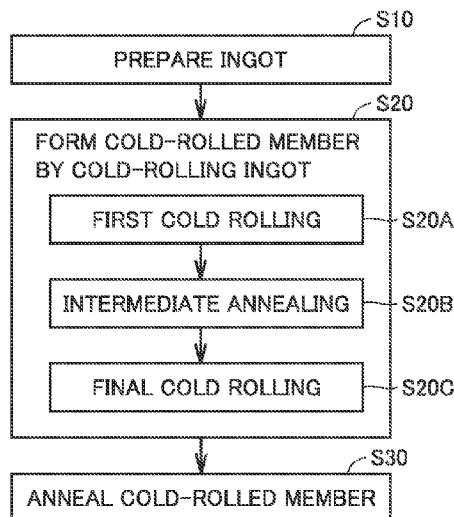 S10
PREPARE INGOT
S20
FORM COLD-ROLLED MEMBER
BY COLD-ROLLING INGOT
FIRST COLD ROLLING
S20A
INTERMEDIATE ANNEALING
S20B
FINAL COLD ROLLING
S20C
S30
ANNEAL COLD-ROLLED MEMBER